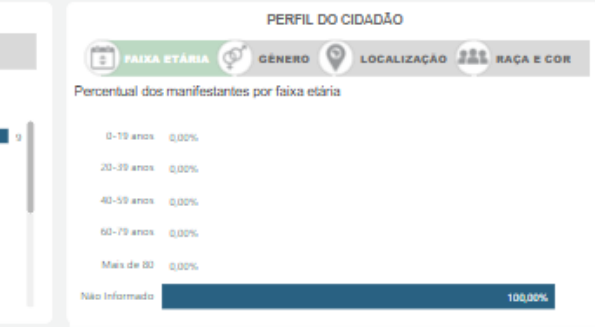 PERFIL DO CIDADÃO
FAIXA ETÁRIA GÊNERO LOCALIZAÇÃO RAÇA E COR
Percentual dos manifestantes por faixa etária
9
0-19 anos 0,00%
20-39 anos 0,00%
40-59 anos 0,00%
60-79 anos 0,00%
Mais de 80 0,00%
Não Informado 100,00%